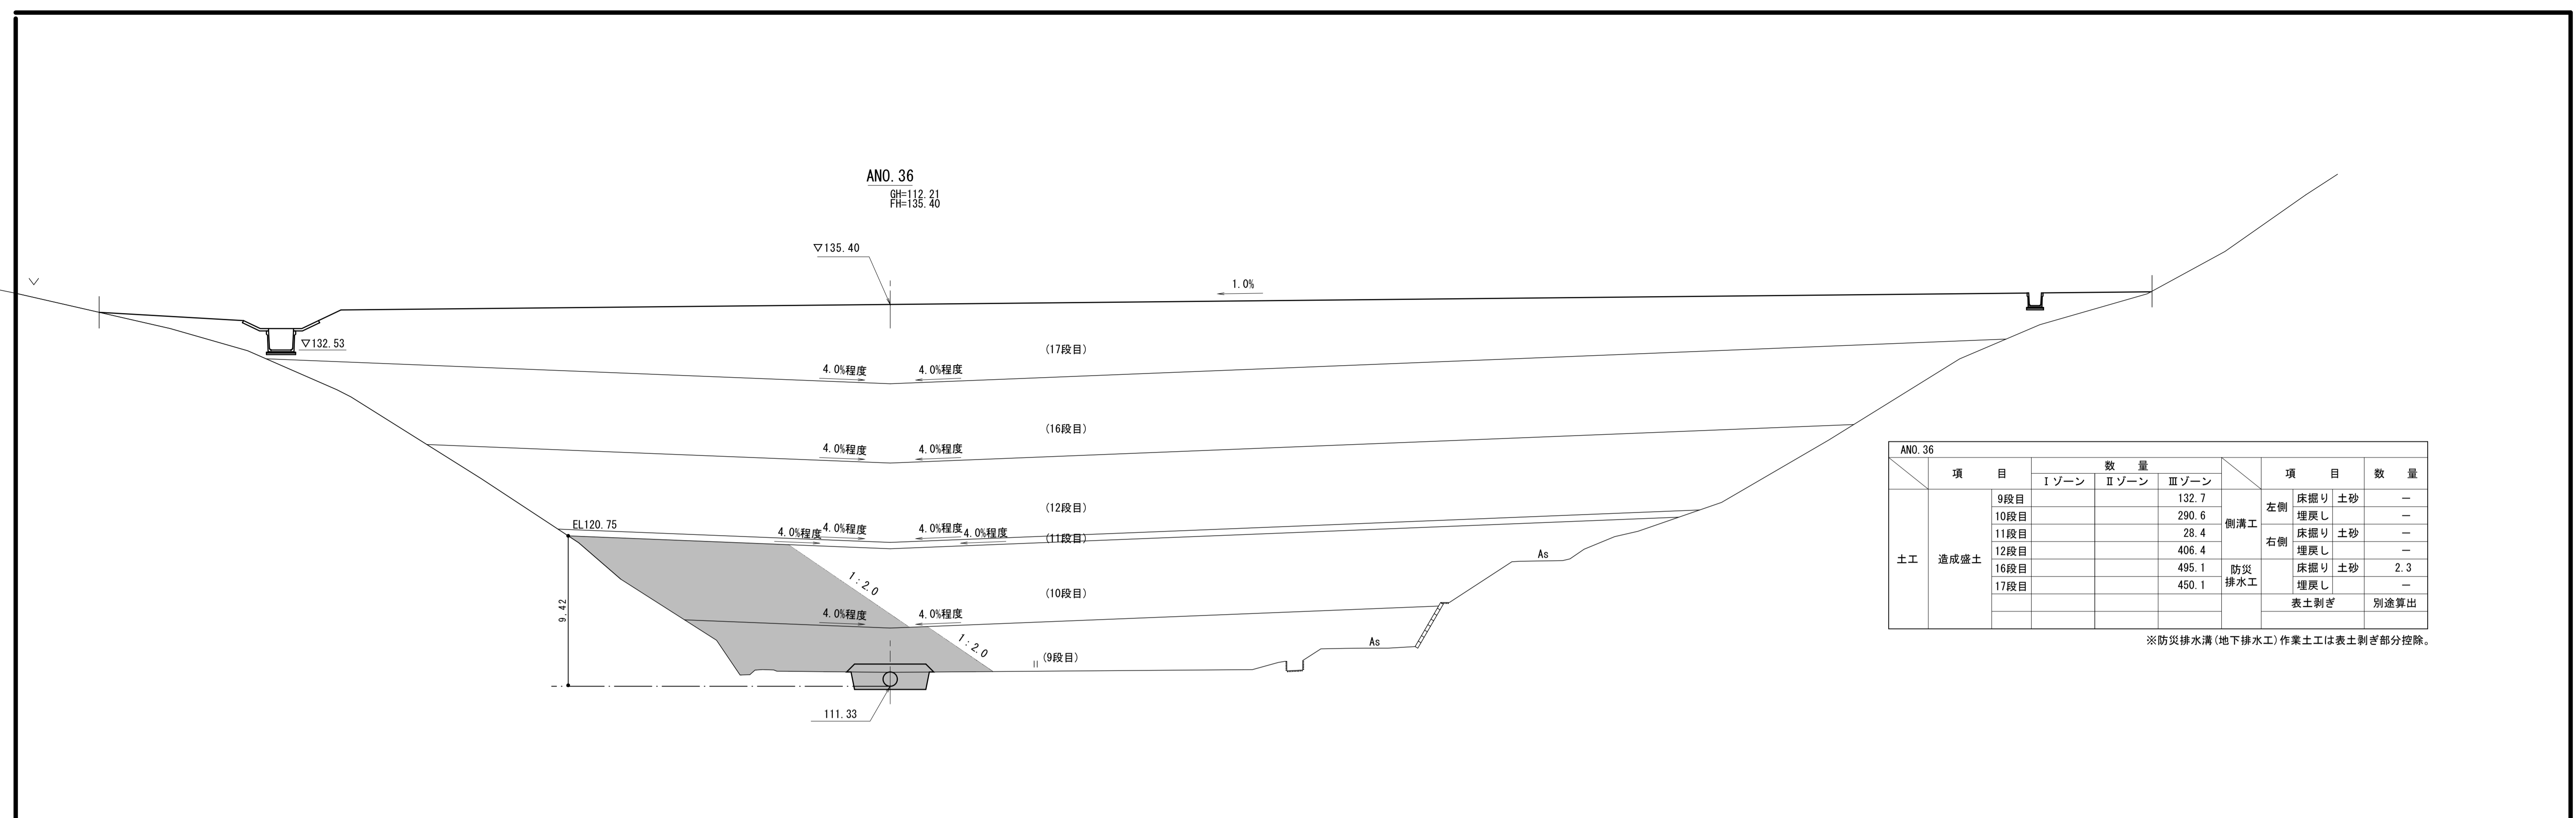 ANO. 36
GH=112. 21
FH=135. 40
▽135. 40
1. 0%
▽132. 53
(17段目)
4. 0%程度 4. 0%程度
(16段目)
4. 0%程度 4. 0%程度
(12段目)
EL120. 75
4. 0%程度 4. 0%程度
4. 0%程度 4. 0%程度
(11段目)
As
1:2. 0
(10段目)
9. 42
4. 0%程度 4. 0%程度
1:2. 0
As
(9段目)
111. 33
ANO. 36
項 目 数 量 項 目 数 量
Ⅰゾーン Ⅱゾーン Ⅲゾーン
土工 造成盛土 9段目 132. 7 側溝工 左側 床掘り 土砂 －
10段目 290. 6 埋戻し －
11段目 28. 4 右側 床掘り 土砂 －
12段目 406. 4 埋戻し －
16段目 495. 1 防災排水工 床掘り 土砂 2. 3
17段目 450. 1 埋戻し －
表土剥ぎ 別途算出
※防災排水溝(地下排水工)作業土工は表土剥ぎ部分控除。